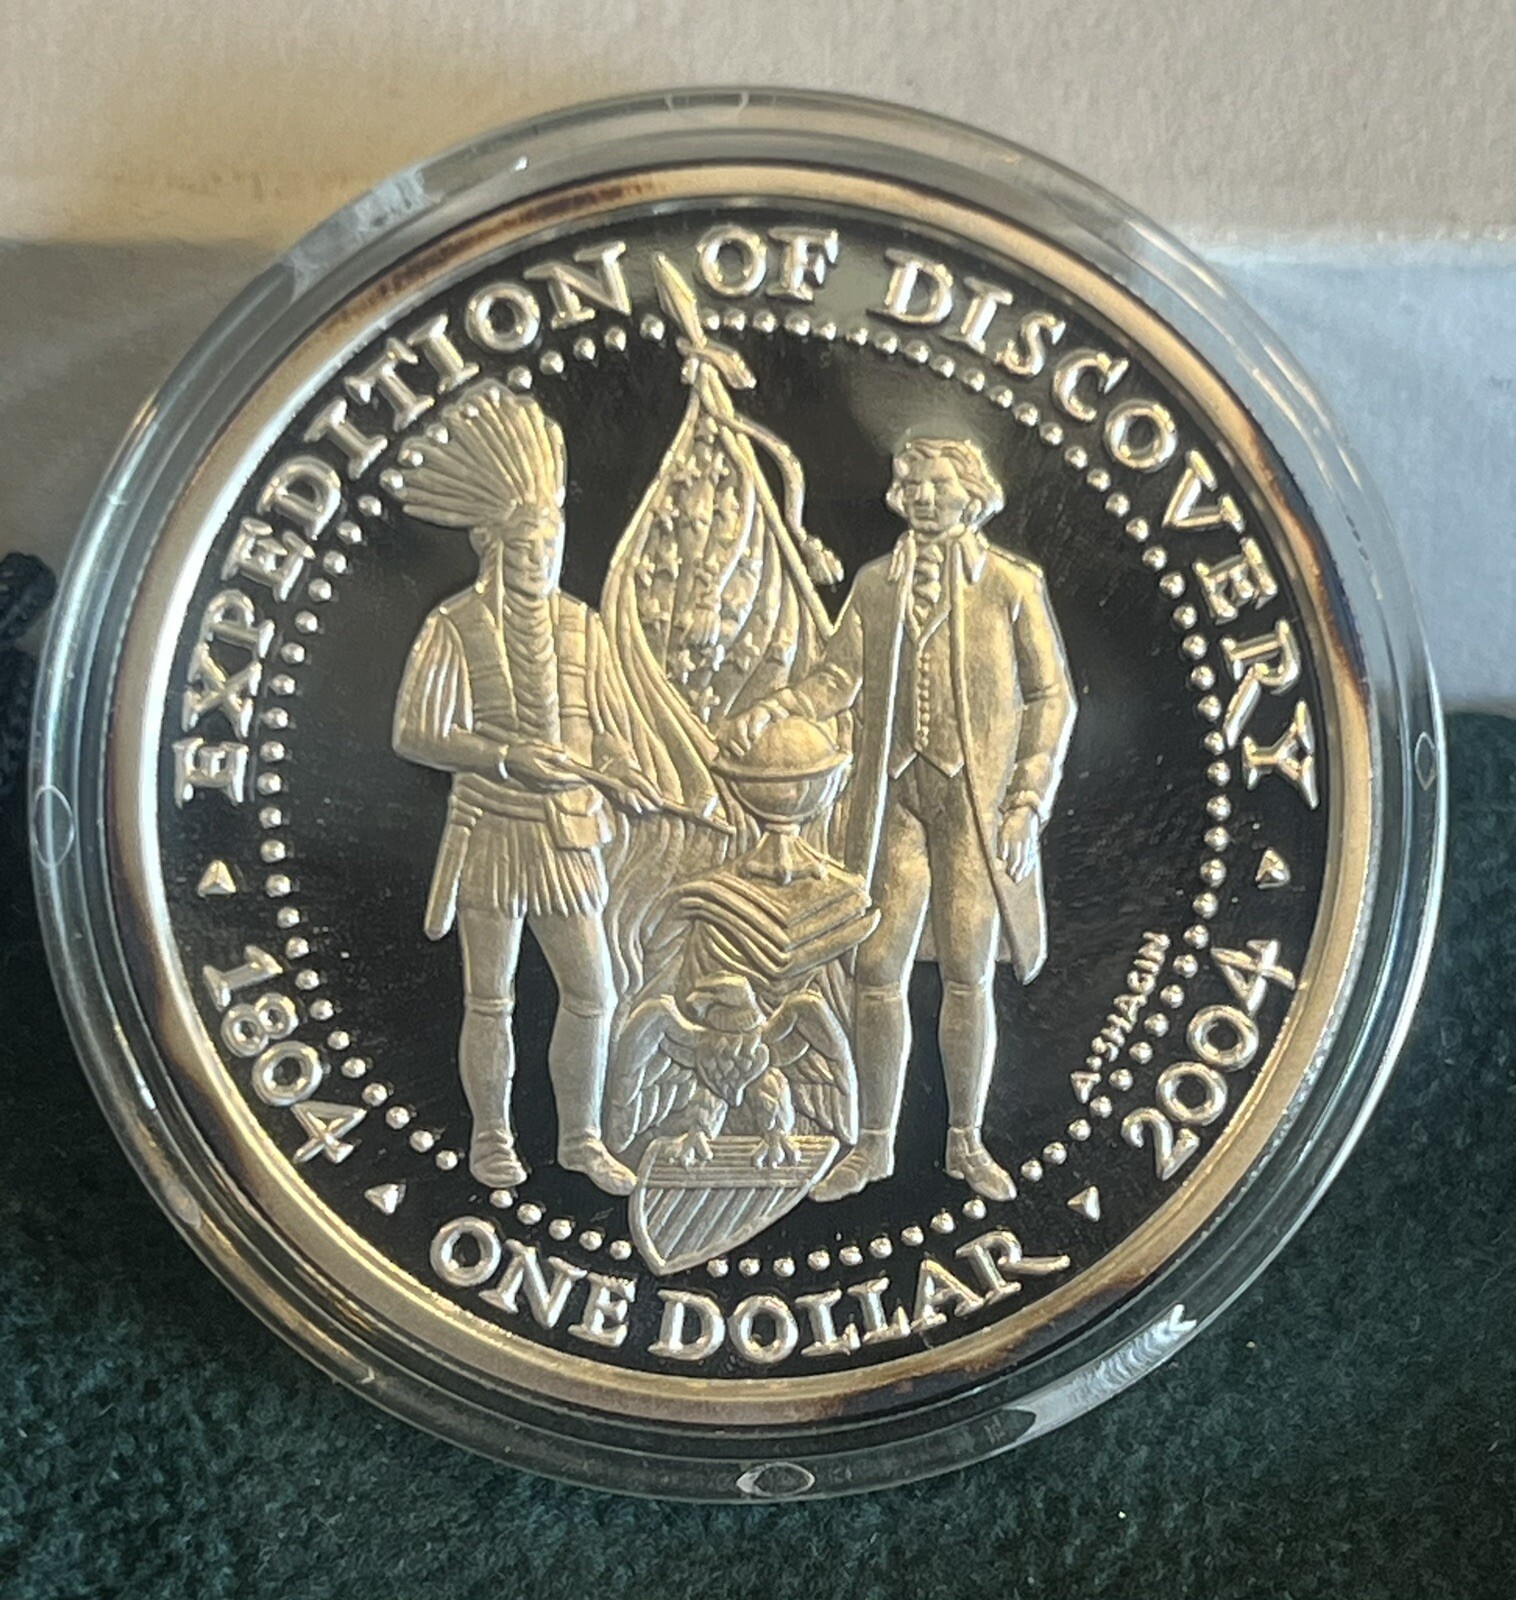 EXPEDITION OF DISCOVERY
1804
2004
A•SHAGIN
ONE DOLLAR